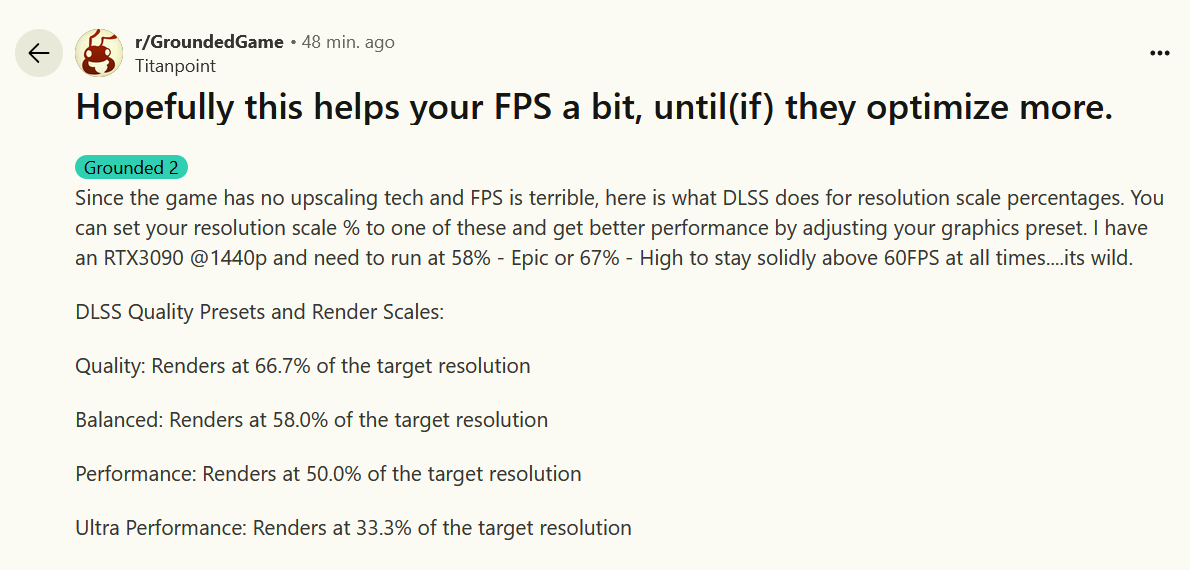 r/GroundedGame • 48 min. ago
Titanpoint
Hopefully this helps your FPS a bit, until(if) they optimize more.
Grounded 2
Since the game has no upscaling tech and FPS is terrible, here is what DLSS does for resolution scale percentages. You
can set your resolution scale % to one of these and get better performance by adjusting your graphics preset. I have
an RTX3090 @1440p and need to run at 58% - Epic or 67% - High to stay solidly above 60FPS at all times....its wild.
DLSS Quality Presets and Render Scales:
Quality: Renders at 66.7% of the target resolution
Balanced: Renders at 58.0% of the target resolution
Performance: Renders at 50.0% of the target resolution
Ultra Performance: Renders at 33.3% of the target resolution